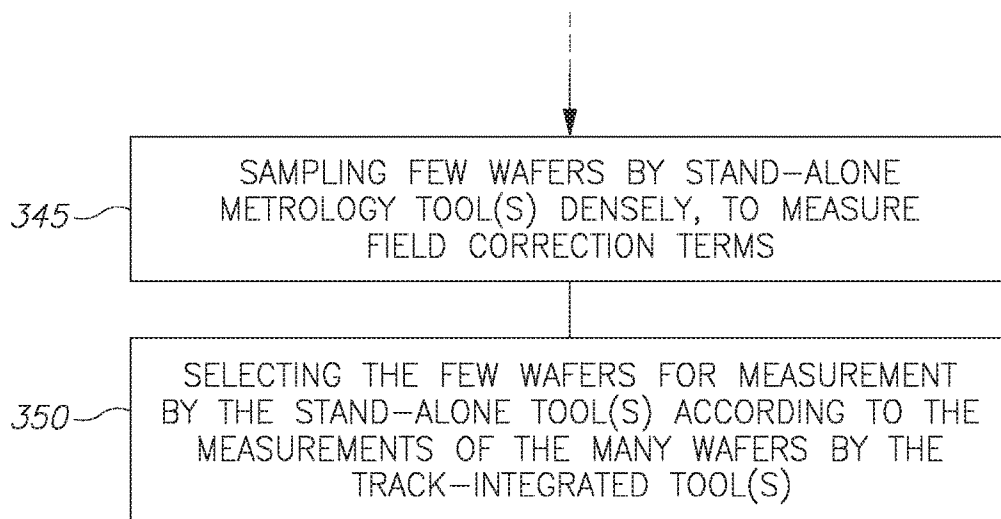 345
SAMPLING FEW WAFERS BY STAND-ALONE
METROLOGY TOOL(S) DENSELY, TO MEASURE
FIELD CORRECTION TERMS
350
SELECTING THE FEW WAFERS FOR MEASUREMENT
BY THE STAND-ALONE TOOL(S) ACCORDING TO THE
MEASUREMENTS OF THE MANY WAFERS BY THE
TRACK-INTEGRATED TOOL(S)